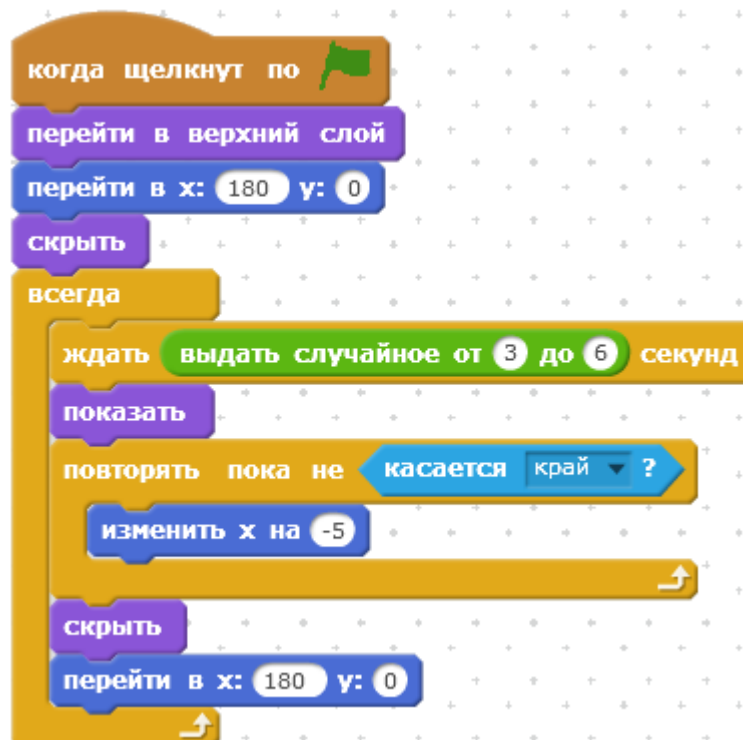 когда щелкнут по
перейти в верхний слой
перейти в x: 180 y: 0
скрыть
всегда
ждать выдать случайное от 3 до 6 секунд
показать
повторять пока не касается край ?
изменить x на -5
скрыть
перейти в x: 180 y: 0